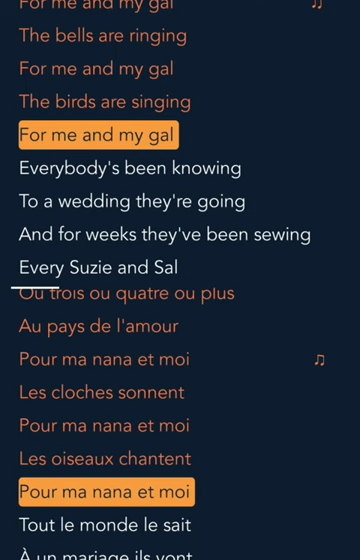 For me and my gal ♫
The bells are ringing
For me and my gal
The birds are singing
For me and my gal
Everybody's been knowing
To a wedding they're going
And for weeks they've been sewing
Every Suzie and Sal
Ou trois ou quatre ou plus
Au pays de l'amour
Pour ma nana et moi ♫
Les cloches sonnent
Pour ma nana et moi
Les oiseaux chantent
Pour ma nana et moi
Tout le monde le sait
À un mariage ils vont